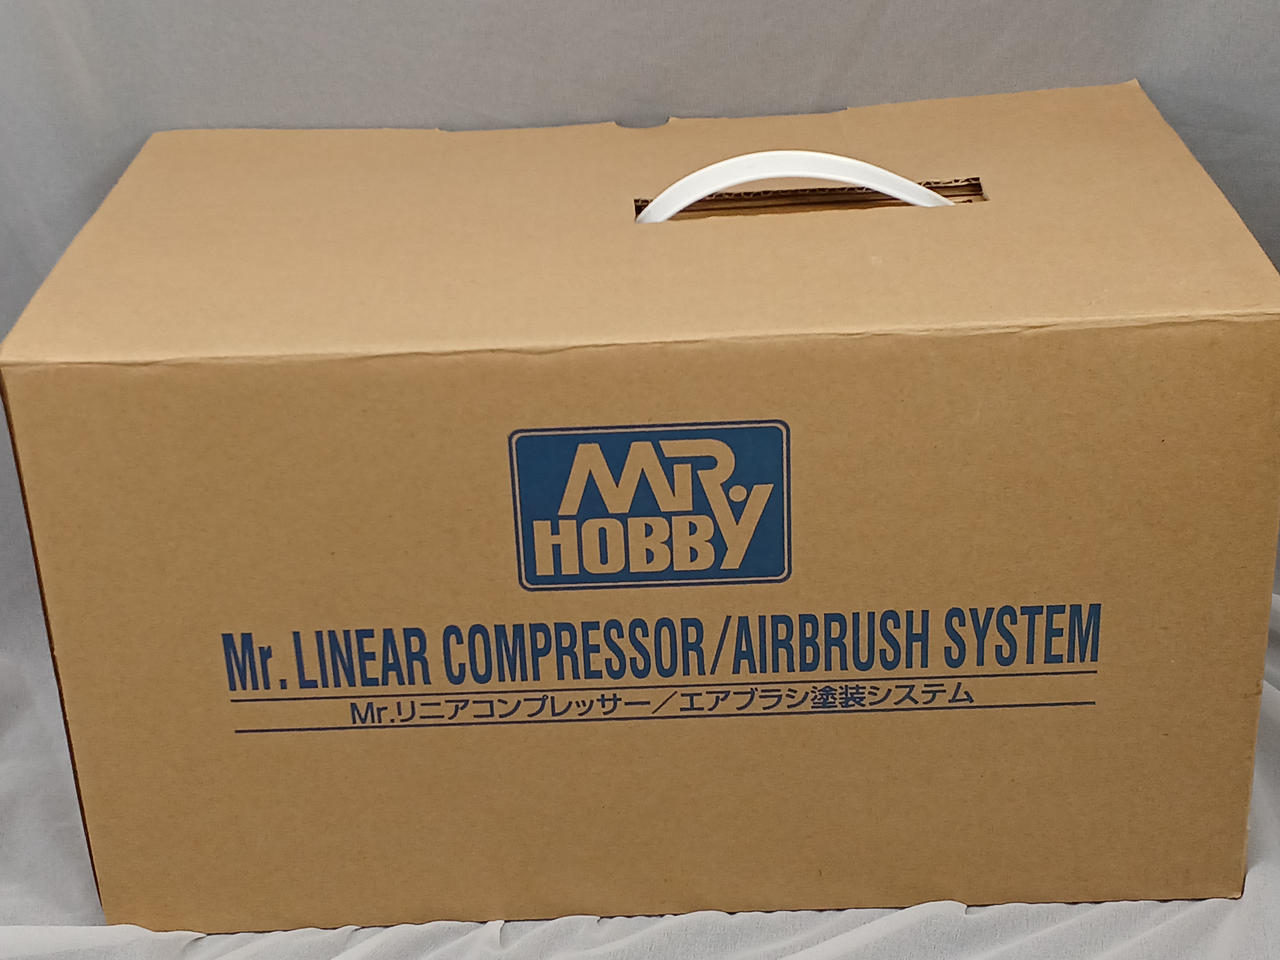 MR.
HOBBY
Mr. LINEAR COMPRESSOR/AIRBRUSH SYSTEM
Mr.リニアコンプレッサー／エアブラシ塗装システム